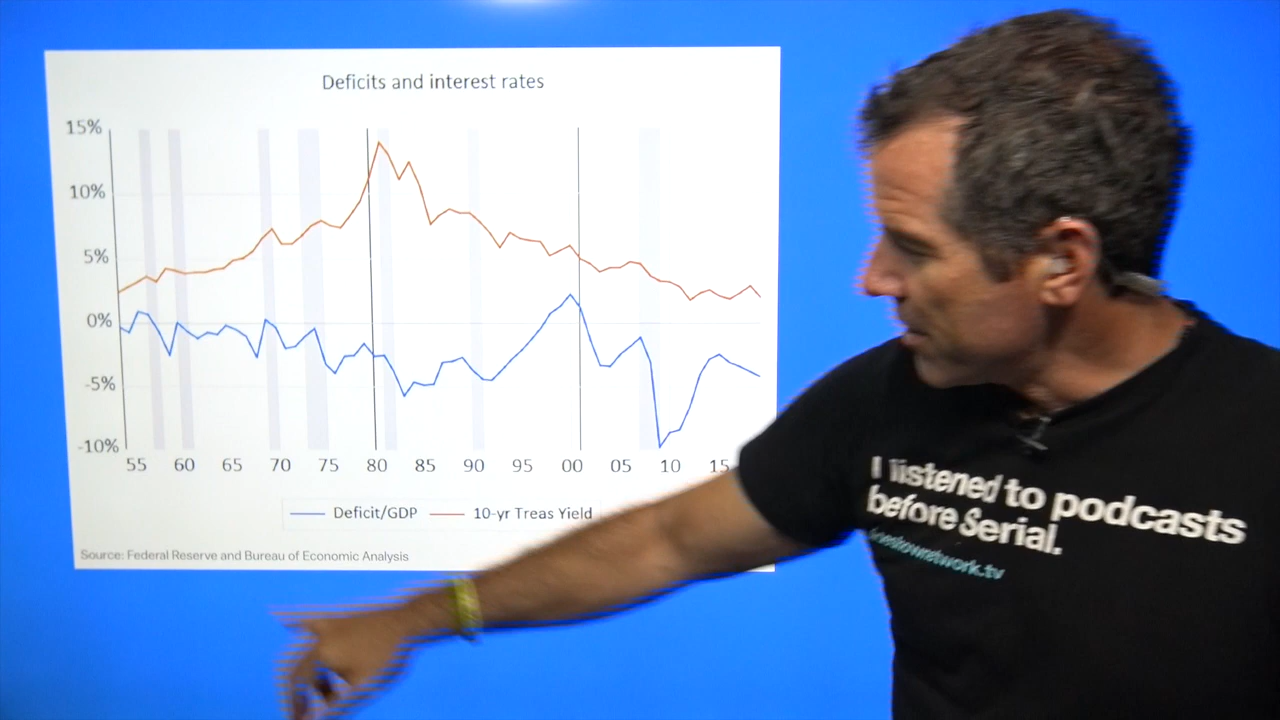 Deficits and interest rates
15%
10%
5%
0%
-5%
-10%
55 60 65 70 75 80 85 90 95 00 05 10 15
Deficit/GDP 10-yr Treas Yield
Source: Federal Reserve and Bureau of Economic Analysis
I listened to podcasts
before Serial.